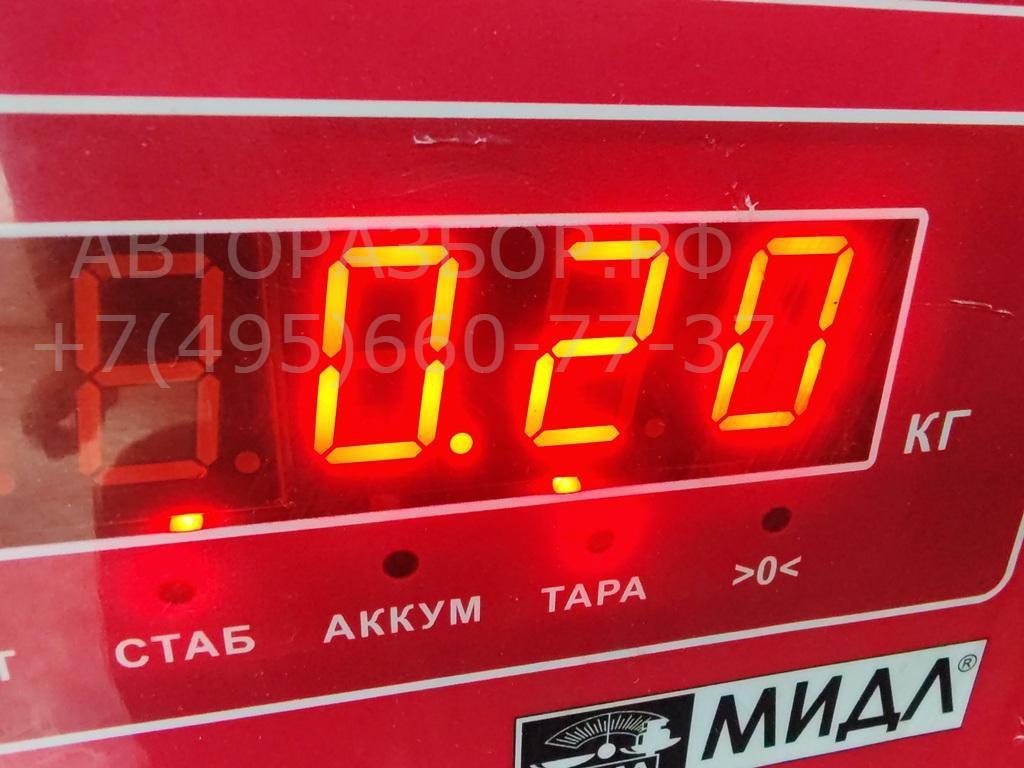 АВТОРАЗБОР.РФ
+7(495)660-77-37
0.20
КГ
СТАБ
АККУМ
ТАРА
>0<
МИДЛ®